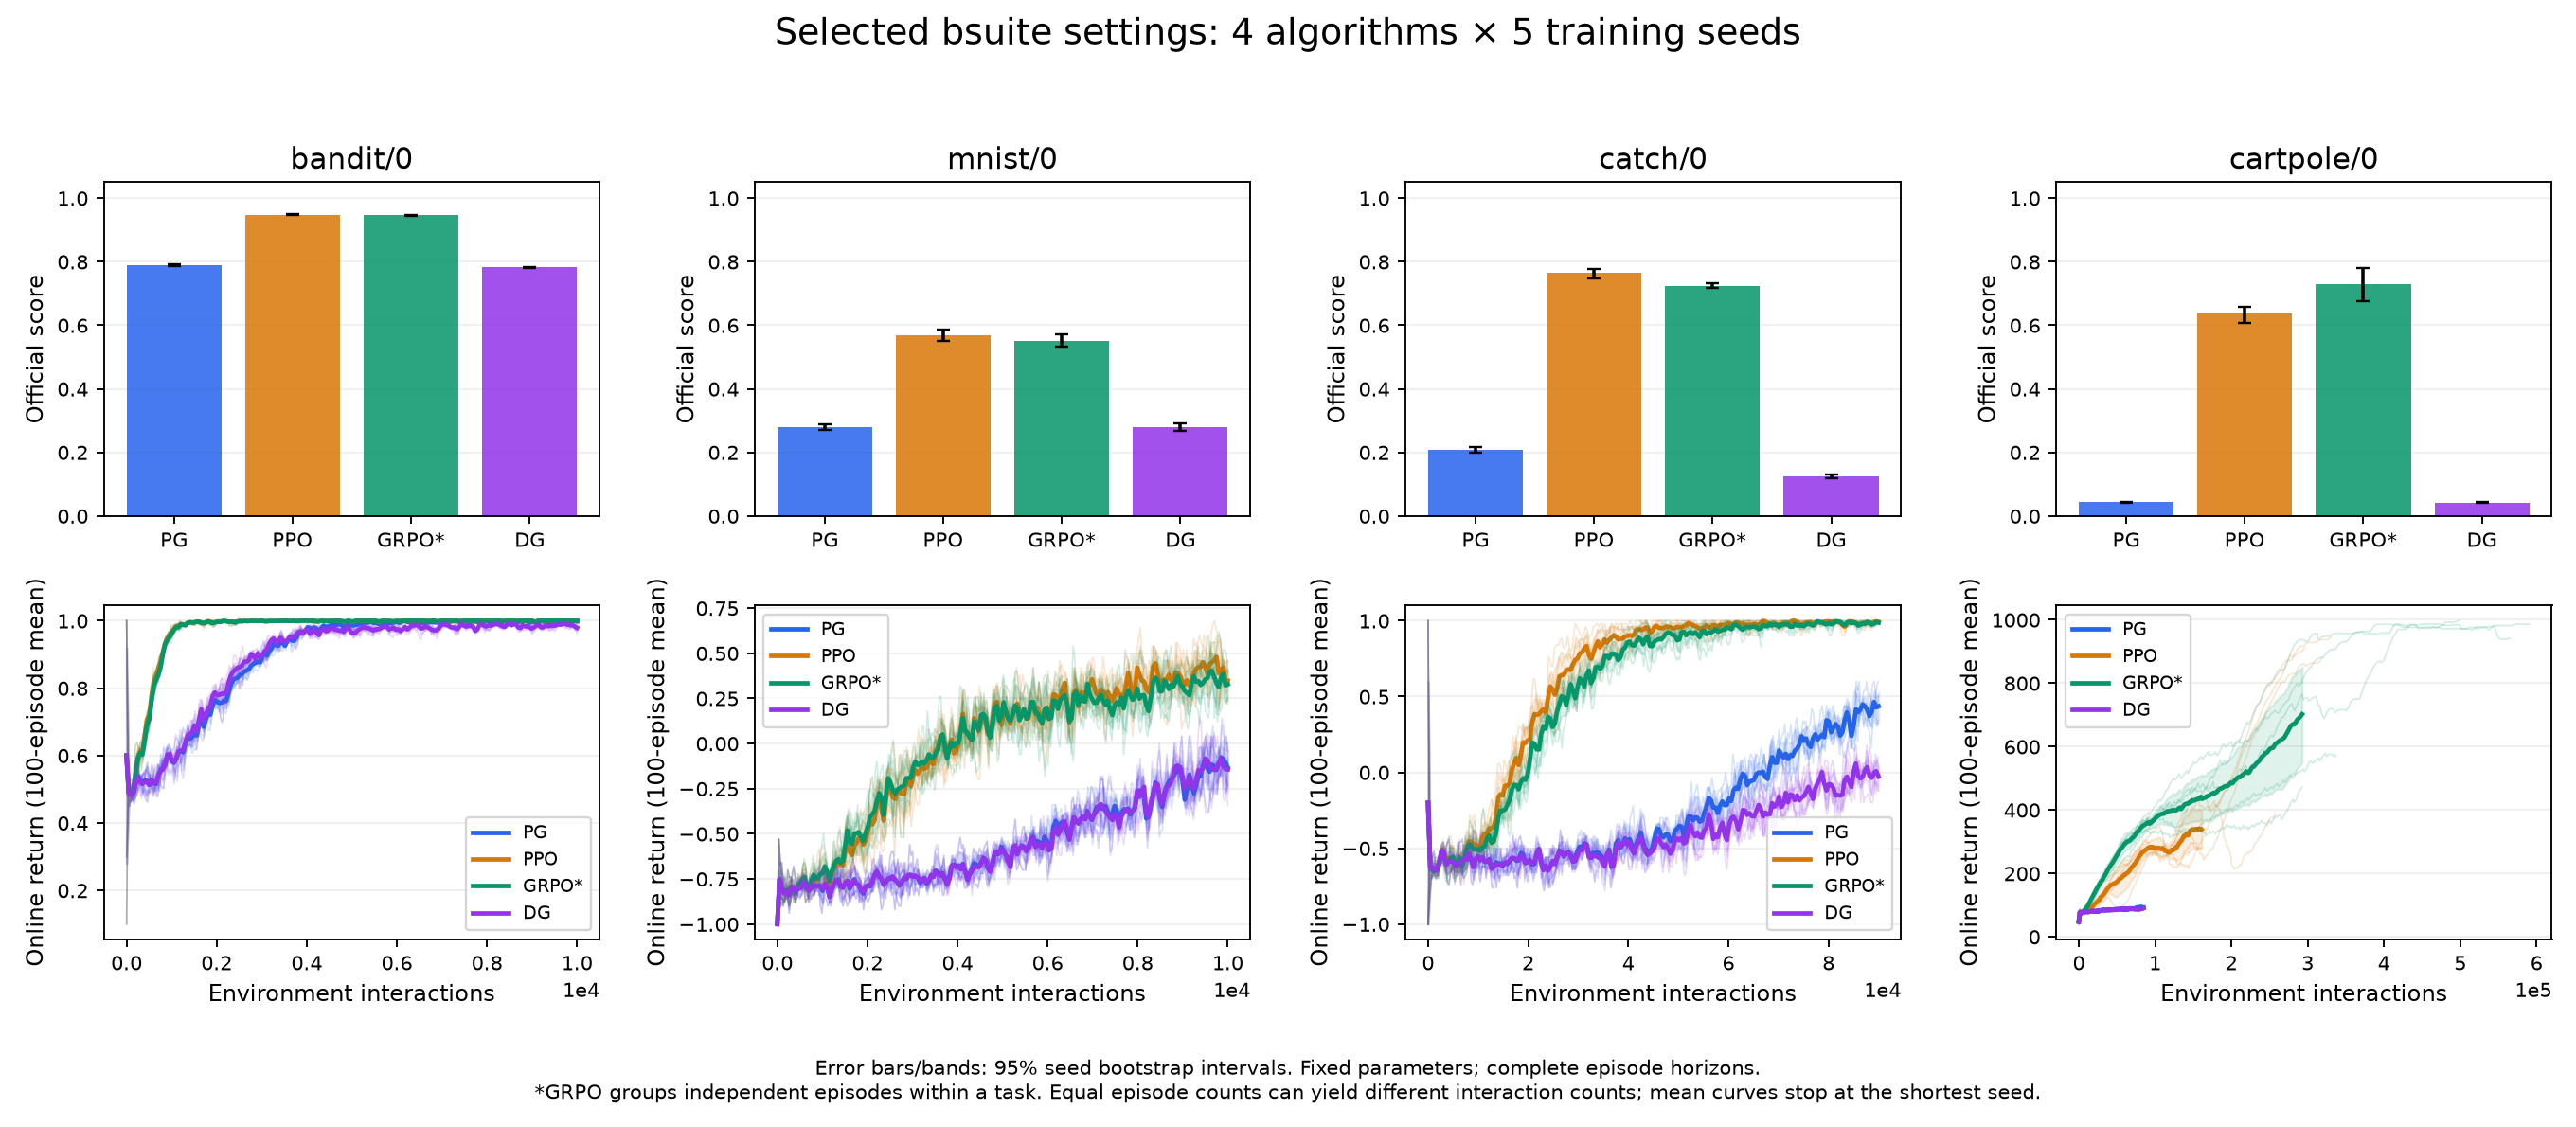 Selected bsuite settings: 4 algorithms × 5 training seeds
bandit/0
1.0
0.8
0.6
0.4
0.2
0.0
Official score
PG
PPO
GRPO*
DG
mnist/0
1.0
0.8
0.6
0.4
0.2
0.0
Official score
PG
PPO
GRPO*
DG
catch/0
1.0
0.8
0.6
0.4
0.2
0.0
Official score
PG
PPO
GRPO*
DG
cartpole/0
1.0
0.8
0.6
0.4
0.2
0.0
Official score
PG
PPO
GRPO*
DG
Online return (100-episode mean)
1.0
0.8
0.6
0.4
0.2
PG
PPO
GRPO*
DG
0.0
0.2
0.4
0.6
0.8
1.0
1e4
Environment interactions
Online return (100-episode mean)
0.75
0.50
0.25
0.00
−0.25
−0.50
−0.75
−1.00
PG
PPO
GRPO*
DG
0.0
0.2
0.4
0.6
0.8
1.0
1e4
Environment interactions
Online return (100-episode mean)
1.0
0.5
0.0
−0.5
−1.0
PG
PPO
GRPO*
DG
0
2
4
6
8
1e4
Environment interactions
Online return (100-episode mean)
1000
800
600
400
200
0
PG
PPO
GRPO*
DG
0
1
2
3
4
5
6
1e5
Environment interactions
Error bars/bands: 95% seed bootstrap intervals. Fixed parameters; complete episode horizons.
*GRPO groups independent episodes within a task. Equal episode counts can yield different interaction counts; mean curves stop at the shortest seed.